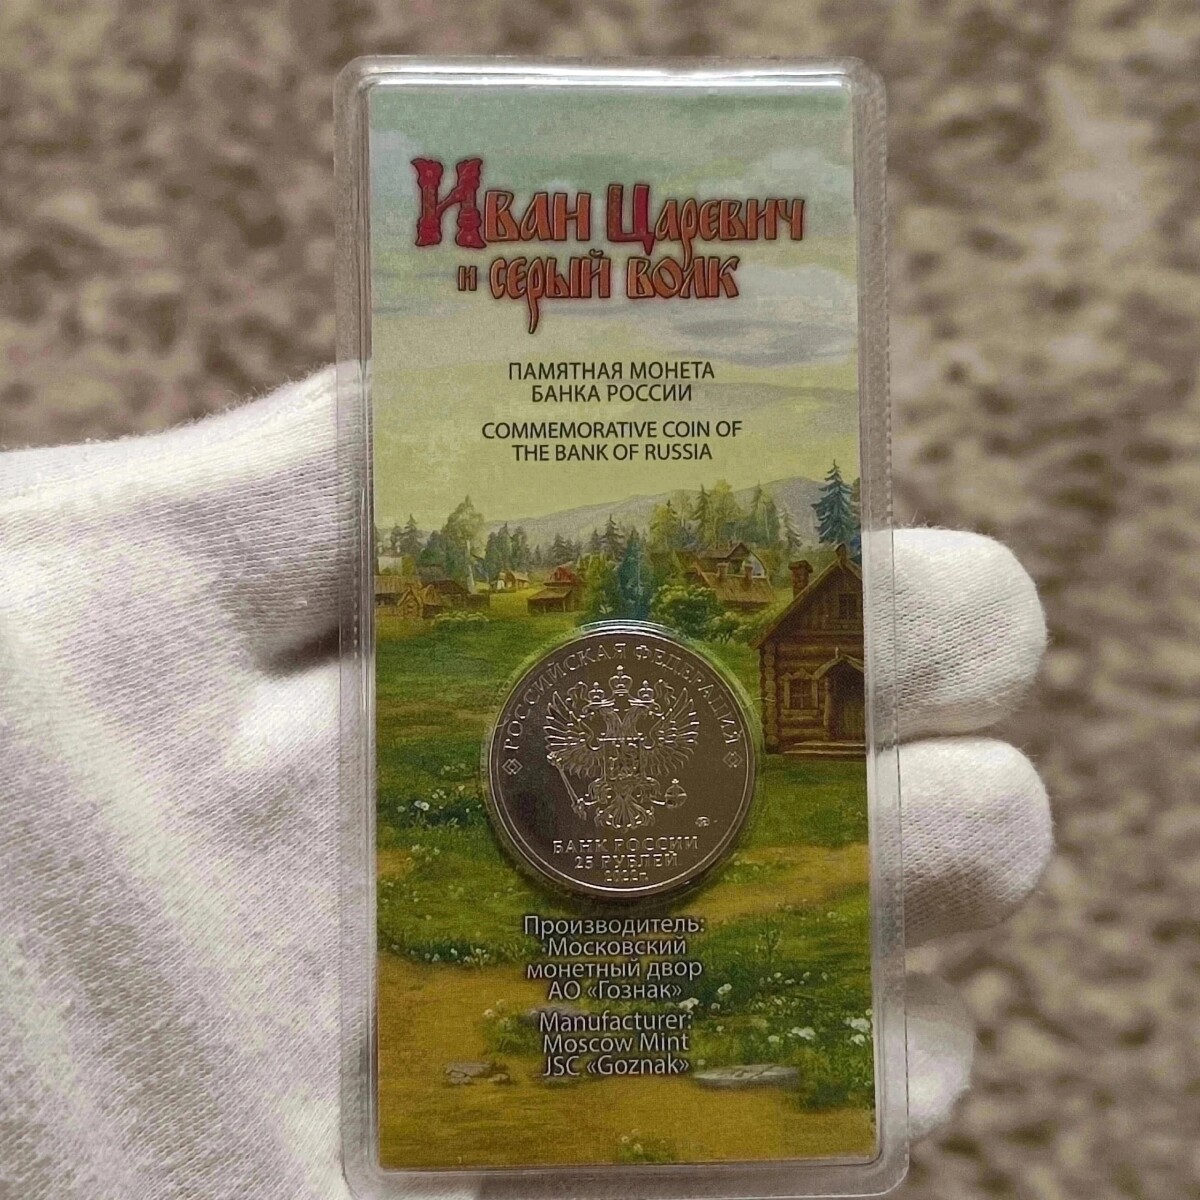 Иван Царевич
и серый волк
ПАМЯТНАЯ МОНЕТА
БАНКА РОССИИ
COMMEMORATIVE COIN OF
THE BANK OF RUSSIA
РОССИЙСКАЯ ФЕДЕРАЦИЯ
БАНК РОССИИ
25 РУБЛЕЙ
2022г.
Производитель:
Московский
монетный двор
АО «Гознак»
Manufacturer:
Moscow Mint
JSC «Goznak»